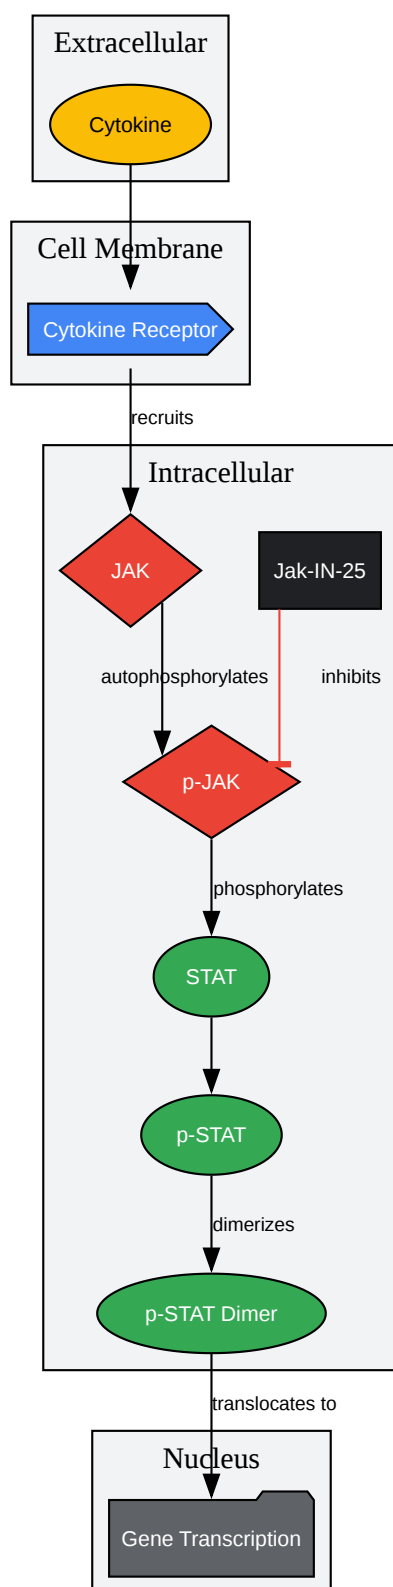 Extracellular
Cytokine
Cell Membrane
Cytokine Receptor
recruits
Intracellular
JAK
Jak-IN-25
autophosphorylates
inhibits
p-JAK
phosphorylates
STAT
p-STAT
dimerizes
p-STAT Dimer
translocates to
Nucleus
Gene Transcription